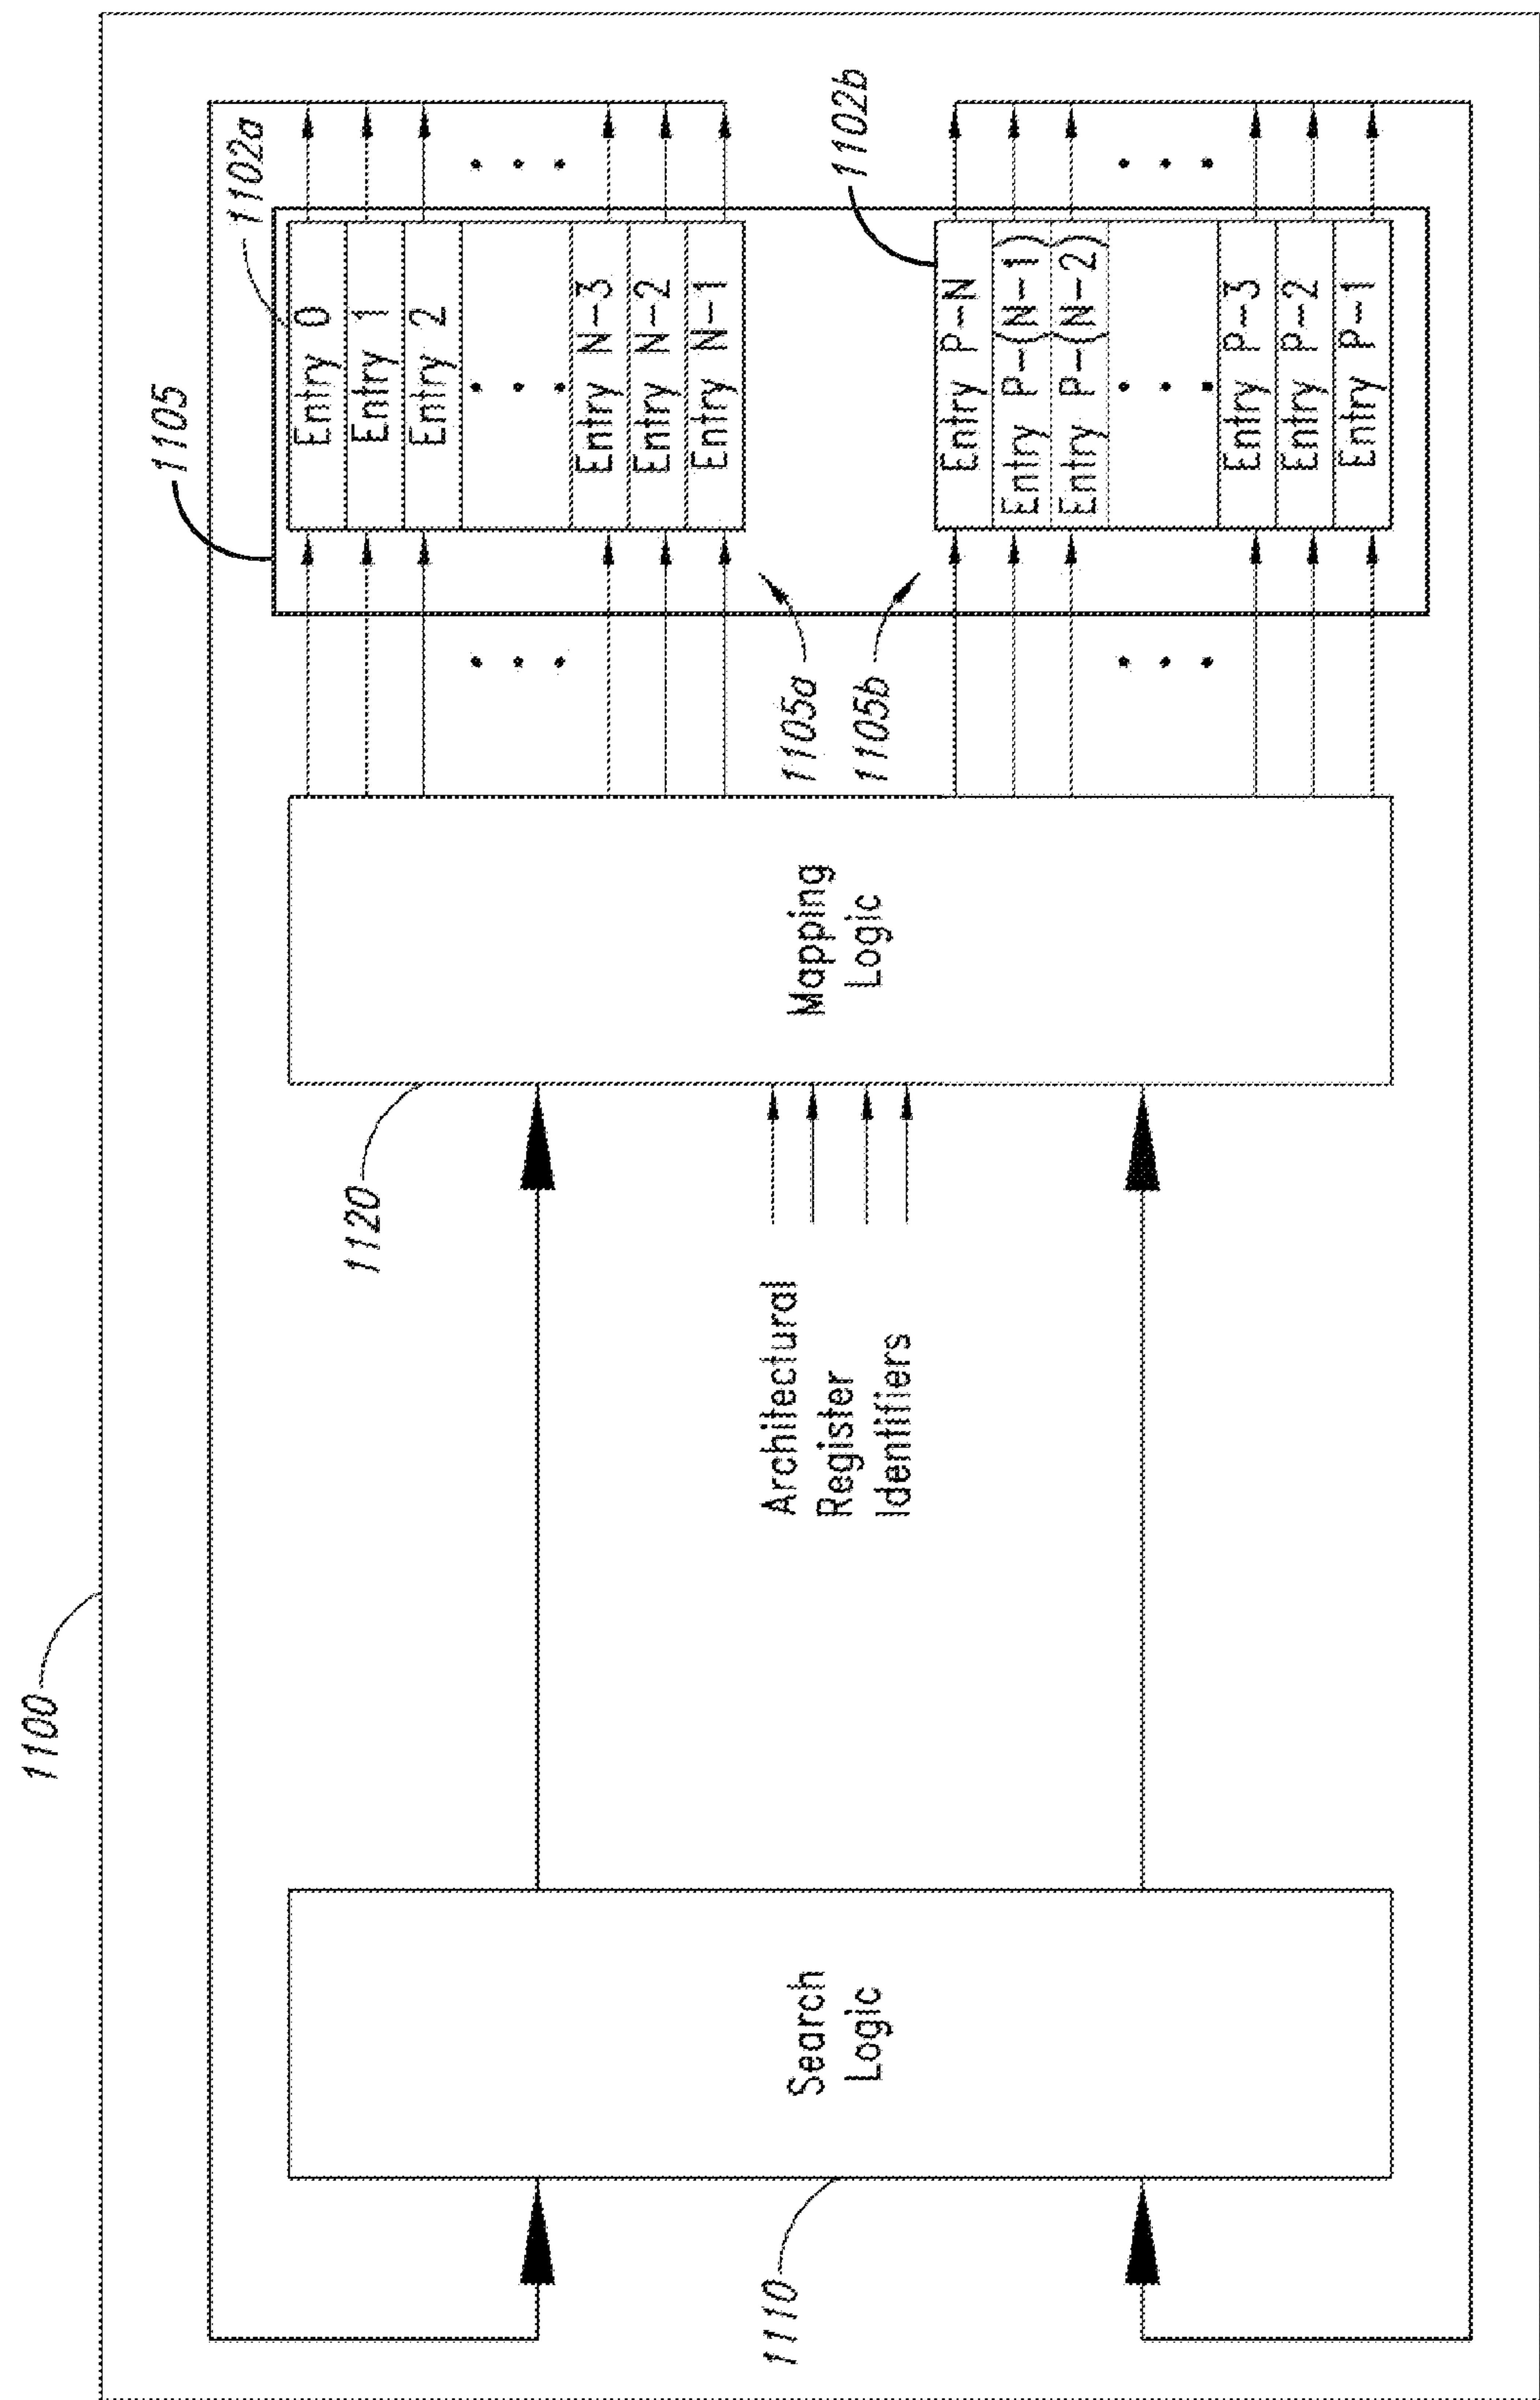 1100
1110
Search
Logic
Architectural
Register
Identifiers
1120
Mapping
Logic
1105
1102a
Entry 0
Entry 1
Entry 2
Entry N-3
Entry N-2
Entry N-1
1105a
1105b
1102b
Entry P-N
Entry P-(N-1)
Entry P-(N-2)
Entry P-3
Entry P-2
Entry P-1